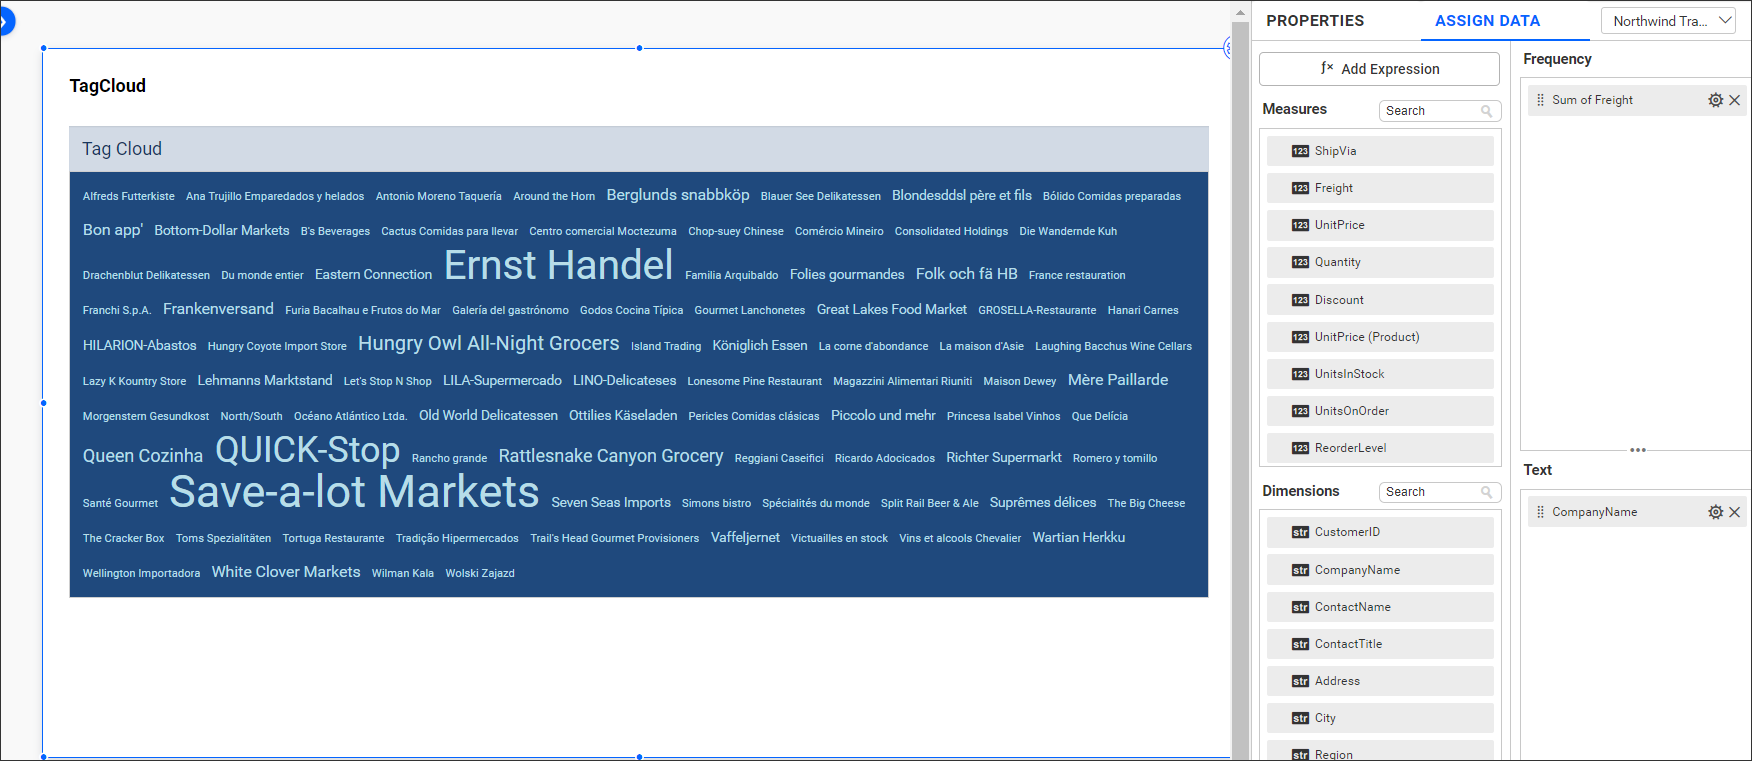 TagCloud
Tag Cloud
Alfreds Futterkiste Ana Trujillo Emparedados y helados Antonio Moreno Taquería Around the Horn Berglunds snabbköp Blauer See Delikatessen Blondesddsl père et fils Bólido Comidas preparadas
Bon app' Bottom-Dollar Markets B's Beverages Cactus Comidas para llevar Centro comercial Moctezuma Chop-suey Chinese Comércio Mineiro Consolidated Holdings Die Wandernde Kuh
Drachenblut Delikatessen Du monde entier Eastern Connection Ernst Handel Familia Arquibaldo Folies gourmandes Folk och fä HB France restauration
Franchi S.p.A. Frankenversand Furia Bacalhau e Frutos do Mar Galería del gastrónomo Godos Cocina Típica Gourmet Lanchonetes Great Lakes Food Market GROSELLA-Restaurante Hanari Carnes
HILARION-Abastos Hungry Coyote Import Store Hungry Owl All-Night Grocers Island Trading Königlich Essen La corne d'abondance La maison d'Asie Laughing Bacchus Wine Cellars
Lazy K Kountry Store Lehmanns Marktstand Let's Stop N Shop LILA-Supermercado LINO-Delicateses Lonesome Pine Restaurant Magazzini Alimentari Riuniti Maison Dewey Mère Paillarde
Morgenstern Gesundkost North/South Océano Atlántico Ltda. Old World Delicatessen Ottilies Käseladen Pericles Comidas clásicas Piccolo und mehr Princesa Isabel Vinhos Que Delícia
Queen Cozinha QUICK-Stop Rancho grande Rattlesnake Canyon Grocery Reggiani Caseifici Ricardo Adocicados Richter Supermarkt Romero y tomillo
Santé Gourmet Save-a-lot Markets Seven Seas Imports Simons bistro Spécialités du monde Split Rail Beer & Ale Suprêmes délices The Big Cheese
The Cracker Box Toms Spezialitäten Tortuga Restaurante Tradição Hipermercados Trail's Head Gourmet Provisioners Vaffeljernet Victuailles en stock Vins et alcools Chevalier Wartian Herkku
Wellington Importadora White Clover Markets Wilman Kala Wolski Zajazd
PROPERTIES ASSIGN DATA Northwind Tra...
ƒx Add Expression
Measures Search
123 ShipVia
123 Freight
123 UnitPrice
123 Quantity
123 Discount
123 UnitPrice (Product)
123 UnitsInStock
123 UnitsOnOrder
123 ReorderLevel
Dimensions Search
str CustomerID
str CompanyName
str ContactName
str ContactTitle
str Address
str City
str Region
Frequency
Sum of Freight
Text
CompanyName